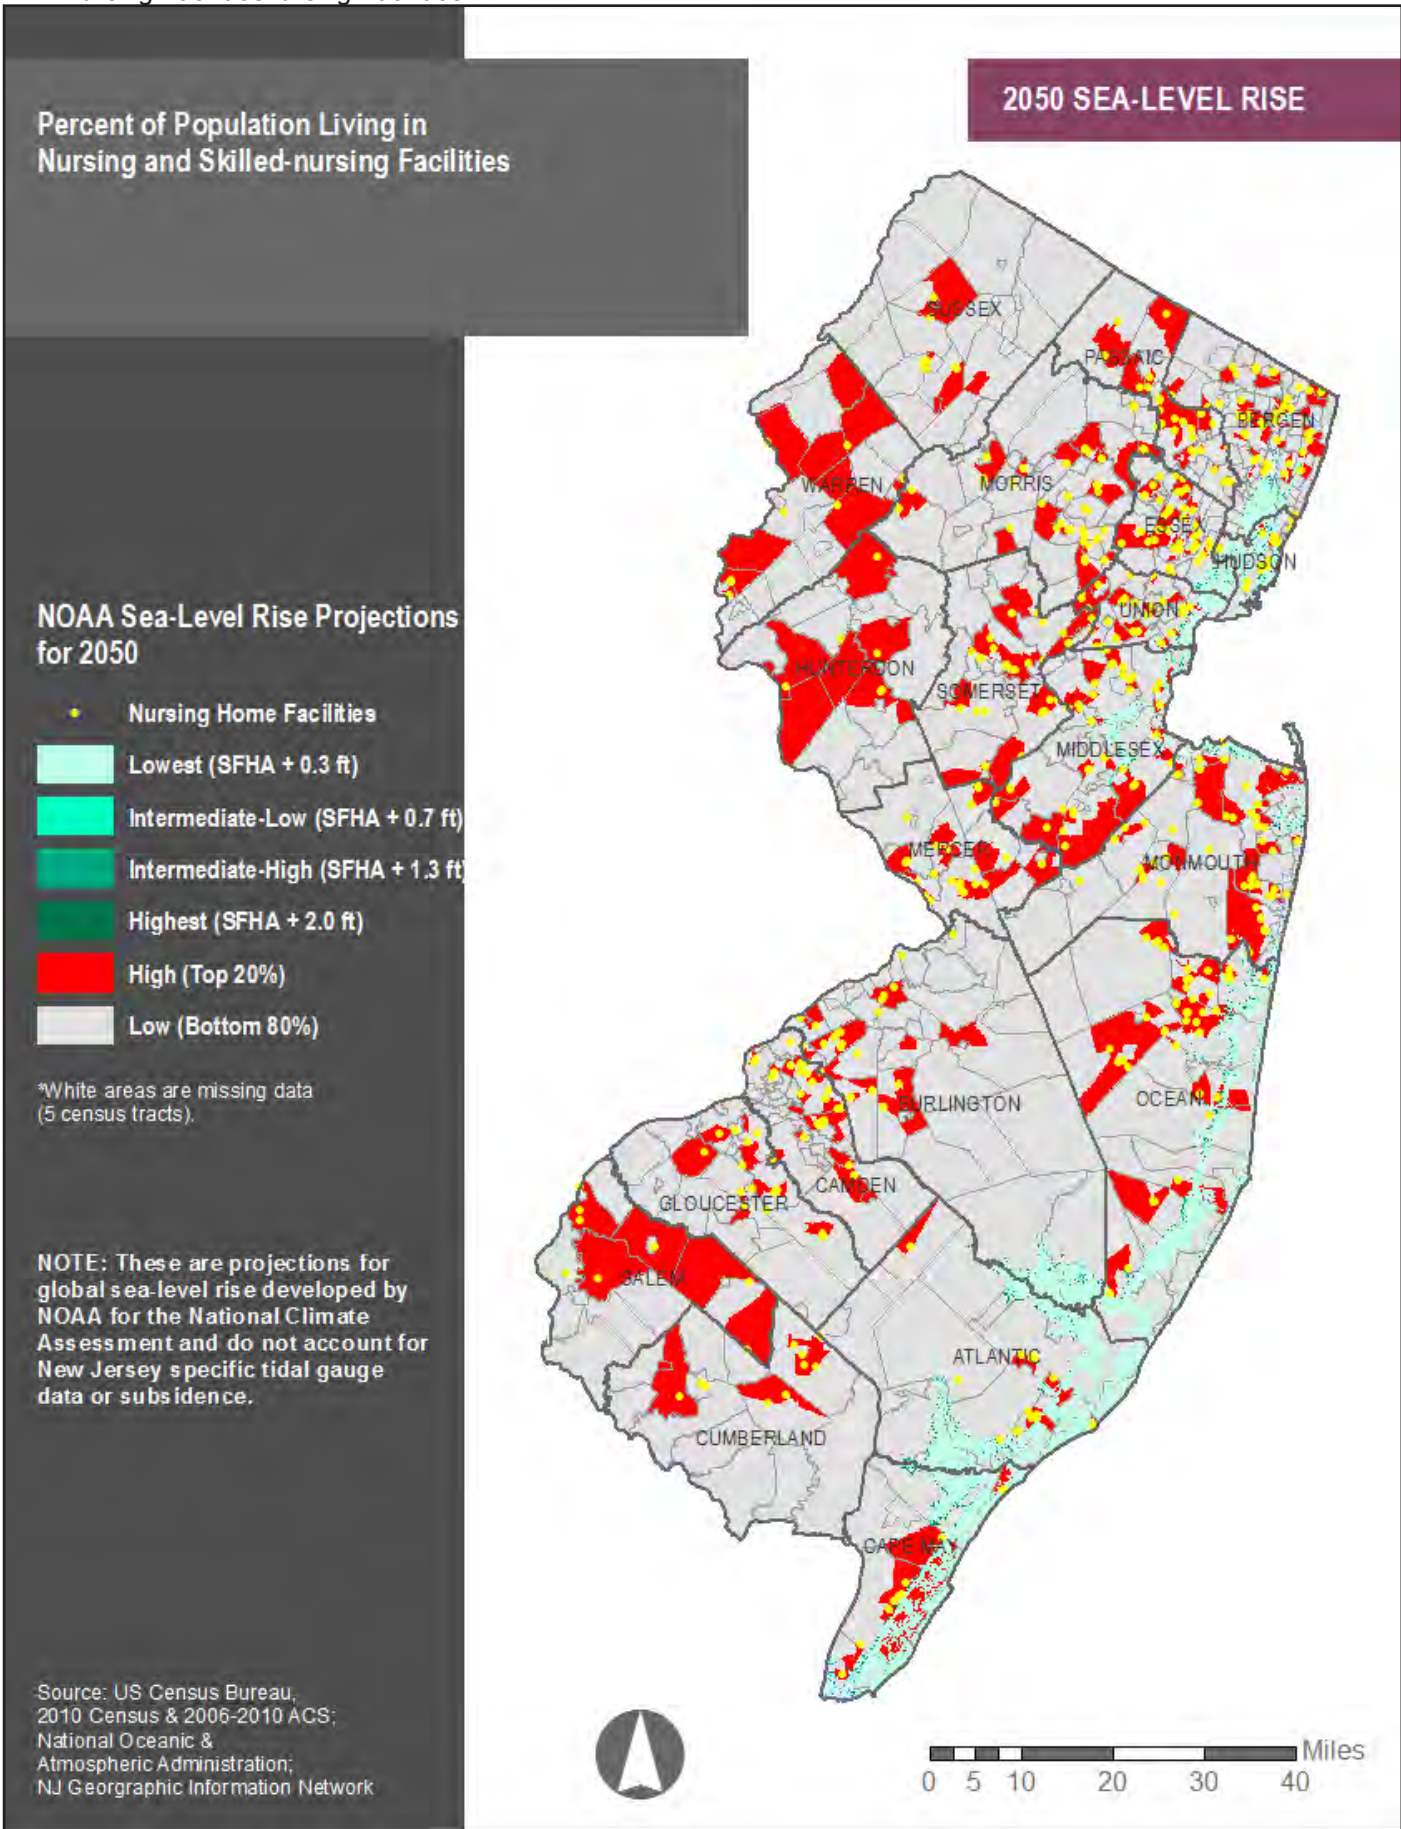 Percent of Population Living in
Nursing and Skilled-nursing Facilities
2050 SEA-LEVEL RISE
SUSSEX
PASSAIC
BERGEN
WARREN
MORRIS
ESSEX
HUDSON
UNION
HUNTERDON
SOMERSET
MIDDLESEX
MERCER
MONMOUTH
OCEAN
BURLINGTON
CAMDEN
GLOUCESTER
SALEM
ATLANTIC
CUMBERLAND
CAPE MAY
NOAA Sea-Level Rise Projections
for 2050
Nursing Home Facilities
Lowest (SFHA + 0.3 ft)
Intermediate-Low (SFHA + 0.7 ft)
Intermediate-High (SFHA + 1.3 ft)
Highest (SFHA + 2.0 ft)
High (Top 20%)
Low (Bottom 80%)
*White areas are missing data
(5 census tracts).
NOTE: These are projections for
global sea-level rise developed by
NOAA for the National Climate
Assessment and do not account for
New Jersey specific tidal gauge
data or subsidence.
Source: US Census Bureau,
2010 Census & 2006-2010 ACS;
National Oceanic &
Atmospheric Administration;
NJ Georgraphic Information Network
Miles
0 5 10 20 30 40